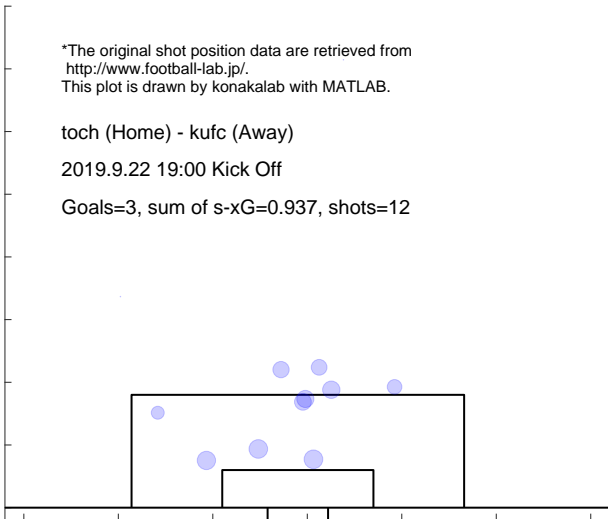 *The original shot position data are retrieved from
http://www.football-lab.jp/.
This plot is drawn by konakalab with MATLAB.
toch (Home) - kufc (Away)
2019.9.22 19:00 Kick Off
Goals=3, sum of s-xG=0.937, shots=12